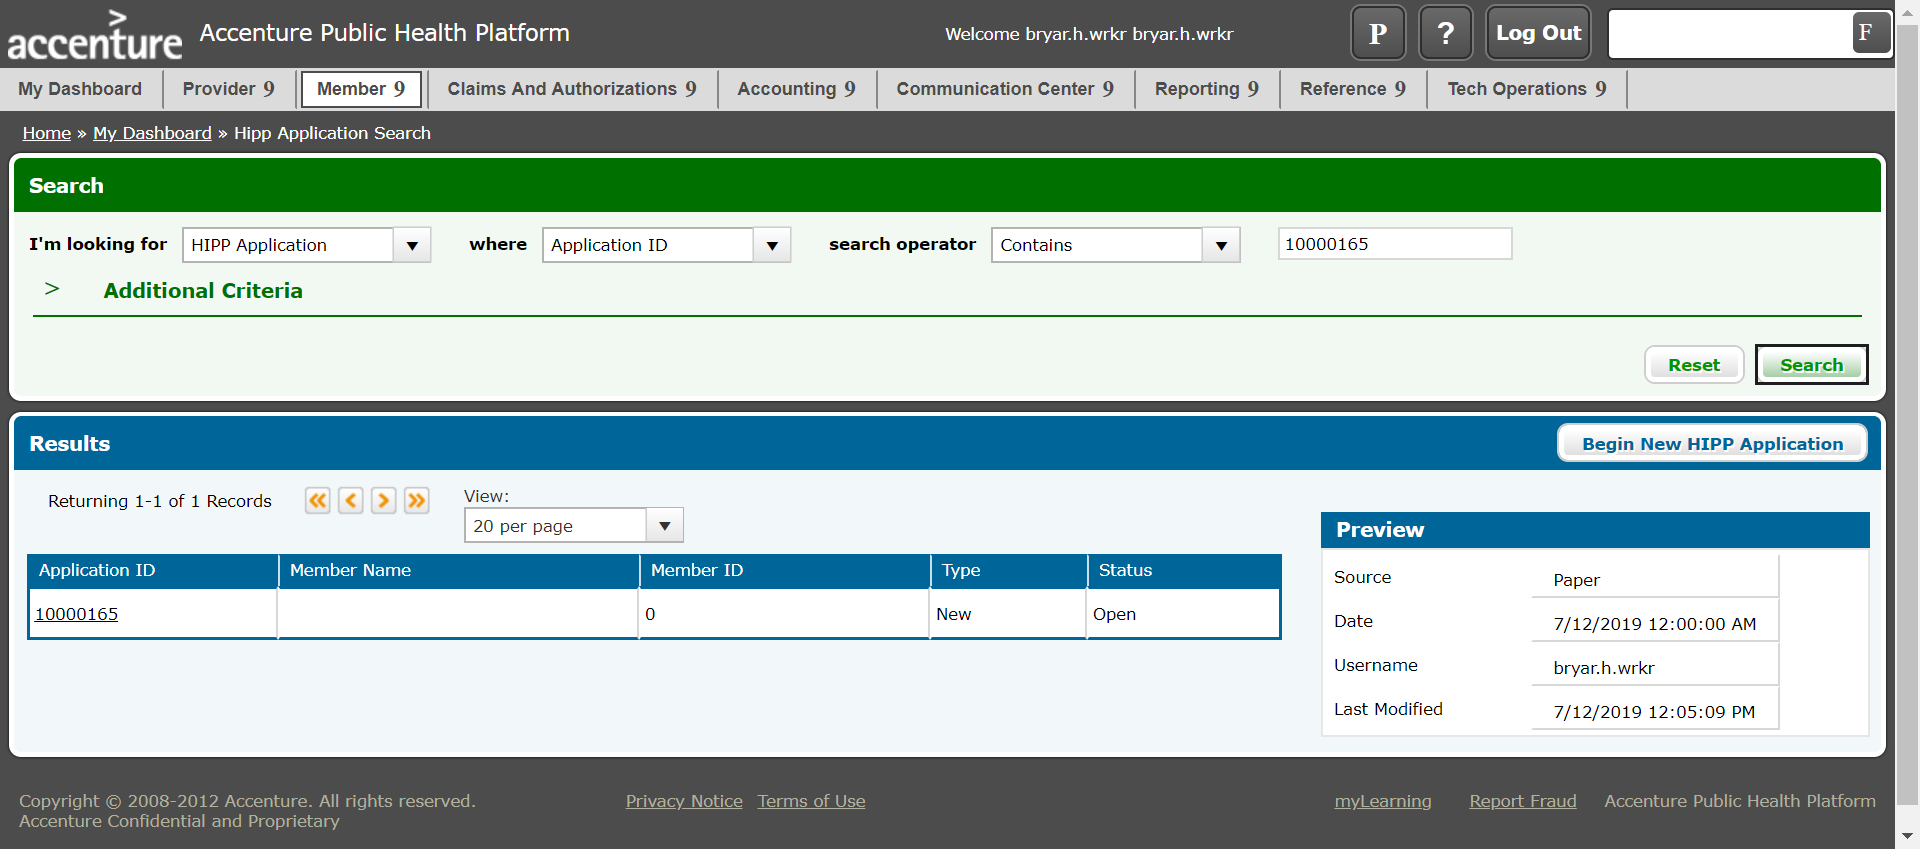 accenture Accenture Public Health Platform Welcome bryar.h.wrkr bryar.h.wrkr P ? Log Out F
My Dashboard Provider 9 Member 9 Claims And Authorizations 9 Accounting 9 Communication Center 9 Reporting 9 Reference 9 Tech Operations 9
Home » My Dashboard » Hipp Application Search
Search
I'm looking for HIPP Application where Application ID search operator Contains 10000165
> Additional Criteria
Reset Search
Results Begin New HIPP Application
Returning 1-1 of 1 Records
View:
20 per page
Application ID Member Name Member ID Type Status
10000165 0 New Open
Preview
Source Paper
Date 7/12/2019 12:00:00 AM
Username bryar.h.wrkr
Last Modified 7/12/2019 12:05:09 PM
Copyright © 2008-2012 Accenture. All rights reserved. Privacy Notice Terms of Use myLearning Report Fraud Accenture Public Health Platform
Accenture Confidential and Proprietary